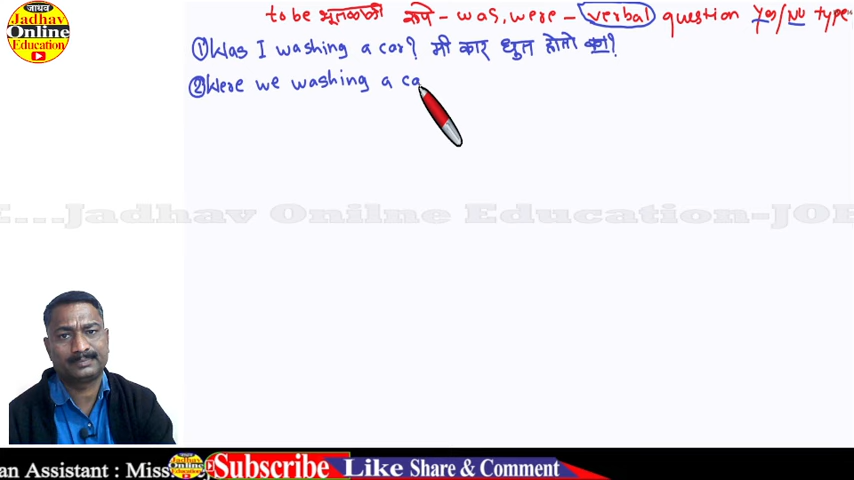 to be भूतकाळी रूपे - was, were - verbal question Yes/No type
जाधव
Jadhav
Online
Education
① Was I washing a car? मी कार धुत होतो का?
② Were we washing a ca
E...Jadhav Onilne Education-JOE
an Assistant : Miss. Subscribe Like Share & Comment